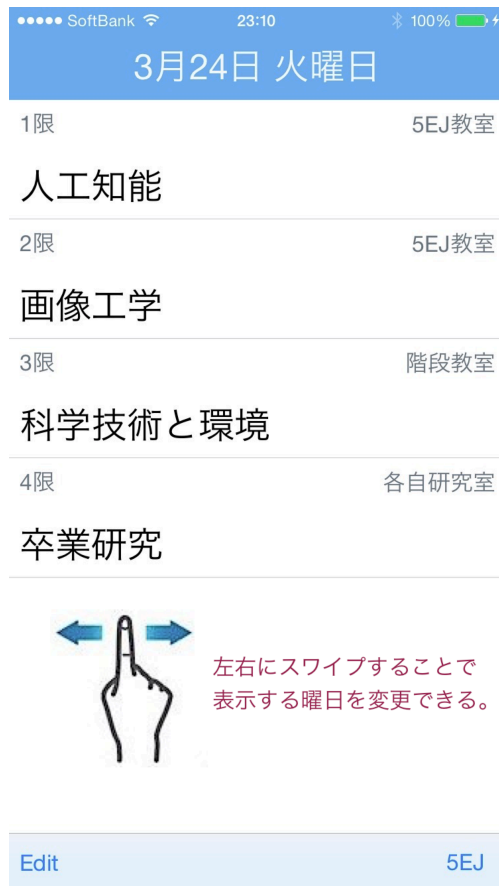 SoftBank 23:10 100%
3月24日 火曜日
1限 5EJ教室
人工知能
2限 5EJ教室
画像工学
3限 階段教室
科学技術と環境
4限 各自研究室
卒業研究
左右にスワイプすることで
表示する曜日を変更できる。
Edit 5EJ